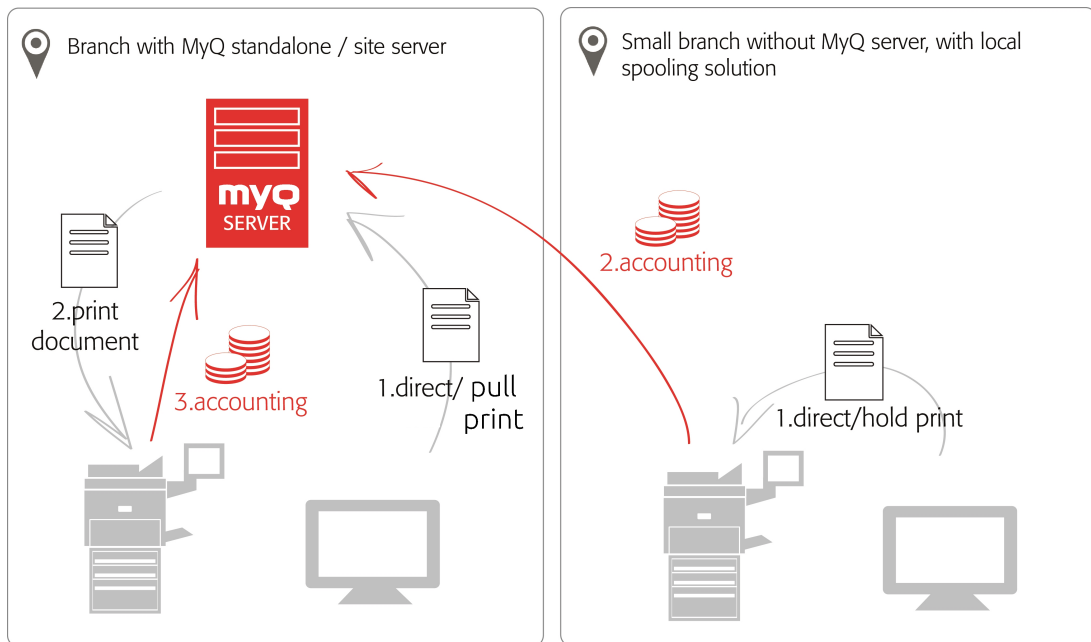 Branch with MyQ standalone / site server
myQ
SERVER
2.print
document
3.accounting
1.direct/ pull
print
Small branch without MyQ server, with local
spooling solution
2.accounting
1.direct/hold print